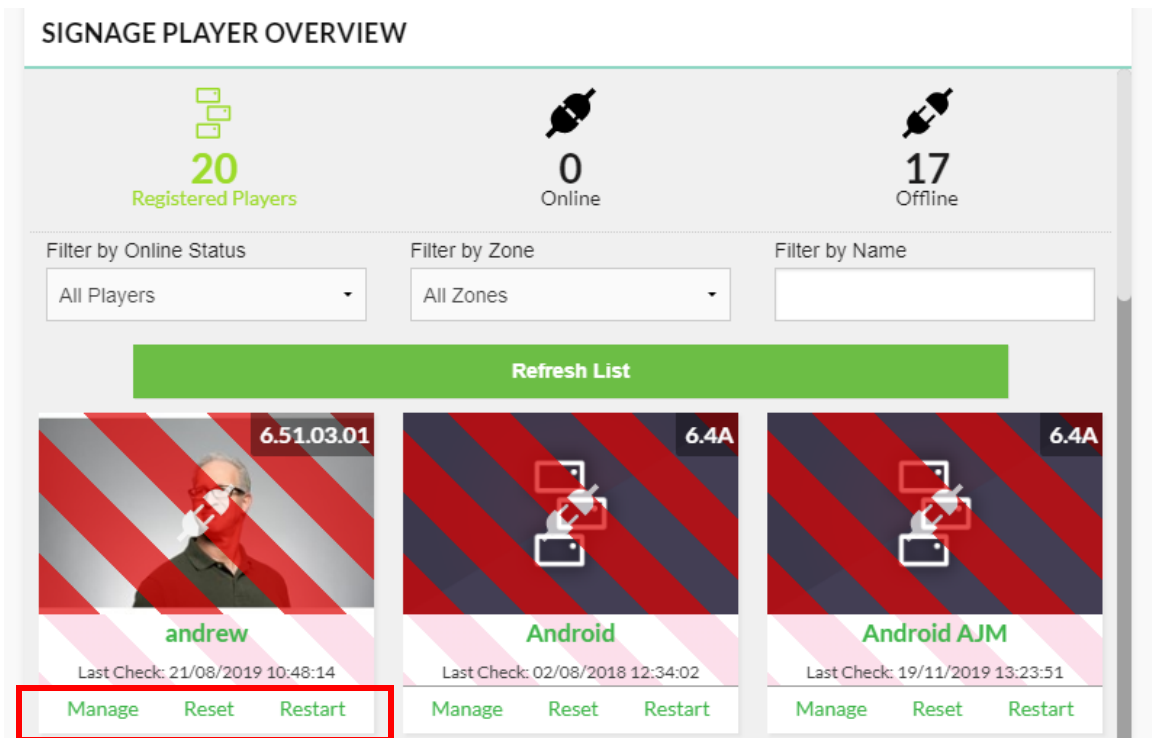 SIGNAGE PLAYER OVERVIEW
20 0 17
Registered Players Online Offline
Filter by Online Status Filter by Zone Filter by Name
All Players All Zones
Refresh List
6.51.03.01 6.4A 6.4A
andrew Android Android AJM
Last Check: 21/08/2019 10:48:14 Last Check: 02/08/2018 12:34:02 Last Check: 19/11/2019 13:23:51
Manage Reset Restart Manage Reset Restart Manage Reset Restart